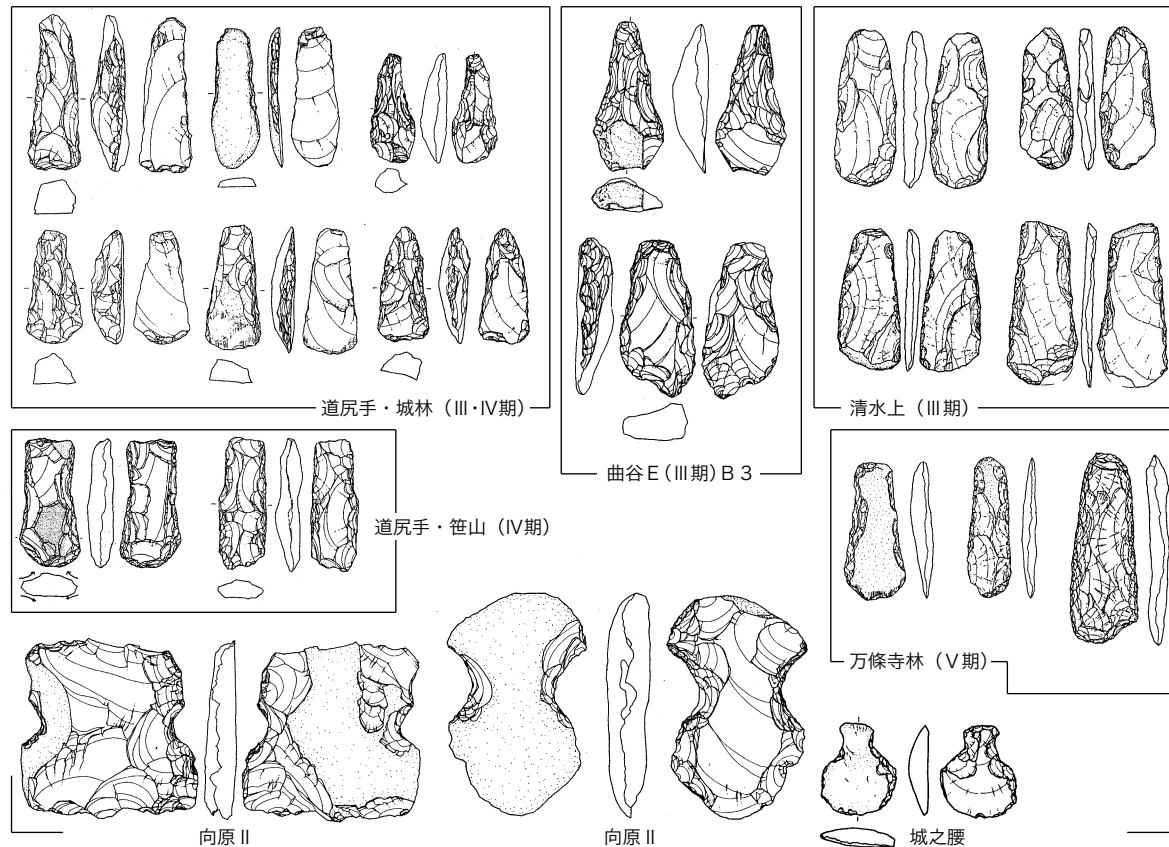 道尻手・城林（Ⅲ・Ⅳ期）
曲谷E（Ⅲ期）B3
清水上（Ⅲ期）
道尻手・笹山（Ⅳ期）
万條寺林（Ⅴ期）
向原Ⅱ
向原Ⅱ
城之腰